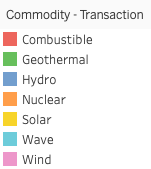 Commodity - Transaction
Combustible
Geothermal
Hydro
Nuclear
Solar
Wave
Wind